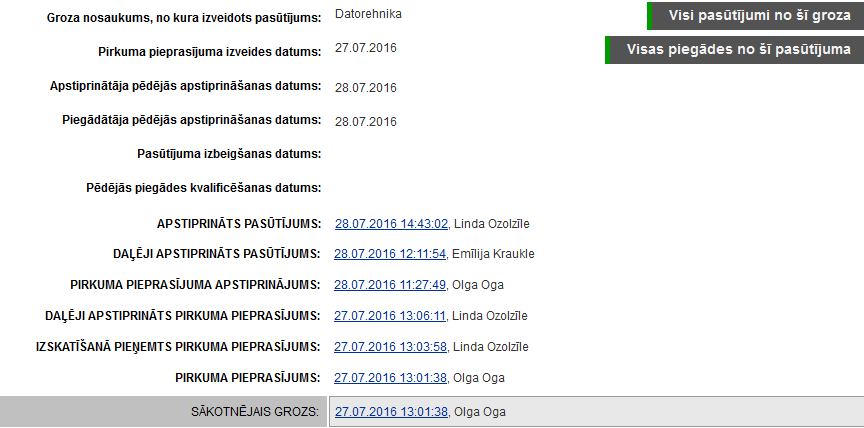 Groza nosaukums, no kura izveidots pasūtījums: Datorehnika
Visi pasūtījumi no šī groza
Pirkuma pieprasījuma izveides datums: 27.07.2016
Visas piegādes no šī pasūtījuma
Apstiprinātāja pēdējās apstiprināšanas datums: 28.07.2016
Piegādātāja pēdējās apstiprināšanas datums: 28.07.2016
Pasūtījuma izbeigšanas datums:
Pēdējās piegādes kvalificēšanas datums:
APSTIPRINĀTS PASŪTĪJUMS: 28.07.2016 14:43:02, Linda Ozolzīle
DAĻĒJI APSTIPRINĀTS PASŪTĪJUMS: 28.07.2016 12:11:54, Emīlija Kraukle
PIRKUMA PIEPRASĪJUMA APSTIPRINĀJUMS: 28.07.2016 11:27:49, Olga Oga
DAĻĒJI APSTIPRINĀTS PIRKUMA PIEPRASĪJUMS: 27.07.2016 13:06:11, Linda Ozolzīle
IZSKATĪŠANĀ PIEŅEMTS PIRKUMA PIEPRASĪJUMS: 27.07.2016 13:03:58, Linda Ozolzīle
PIRKUMA PIEPRASĪJUMS: 27.07.2016 13:01:38, Olga Oga
SĀKOTNĒJAIS GROZS: 27.07.2016 13:01:38, Olga Oga